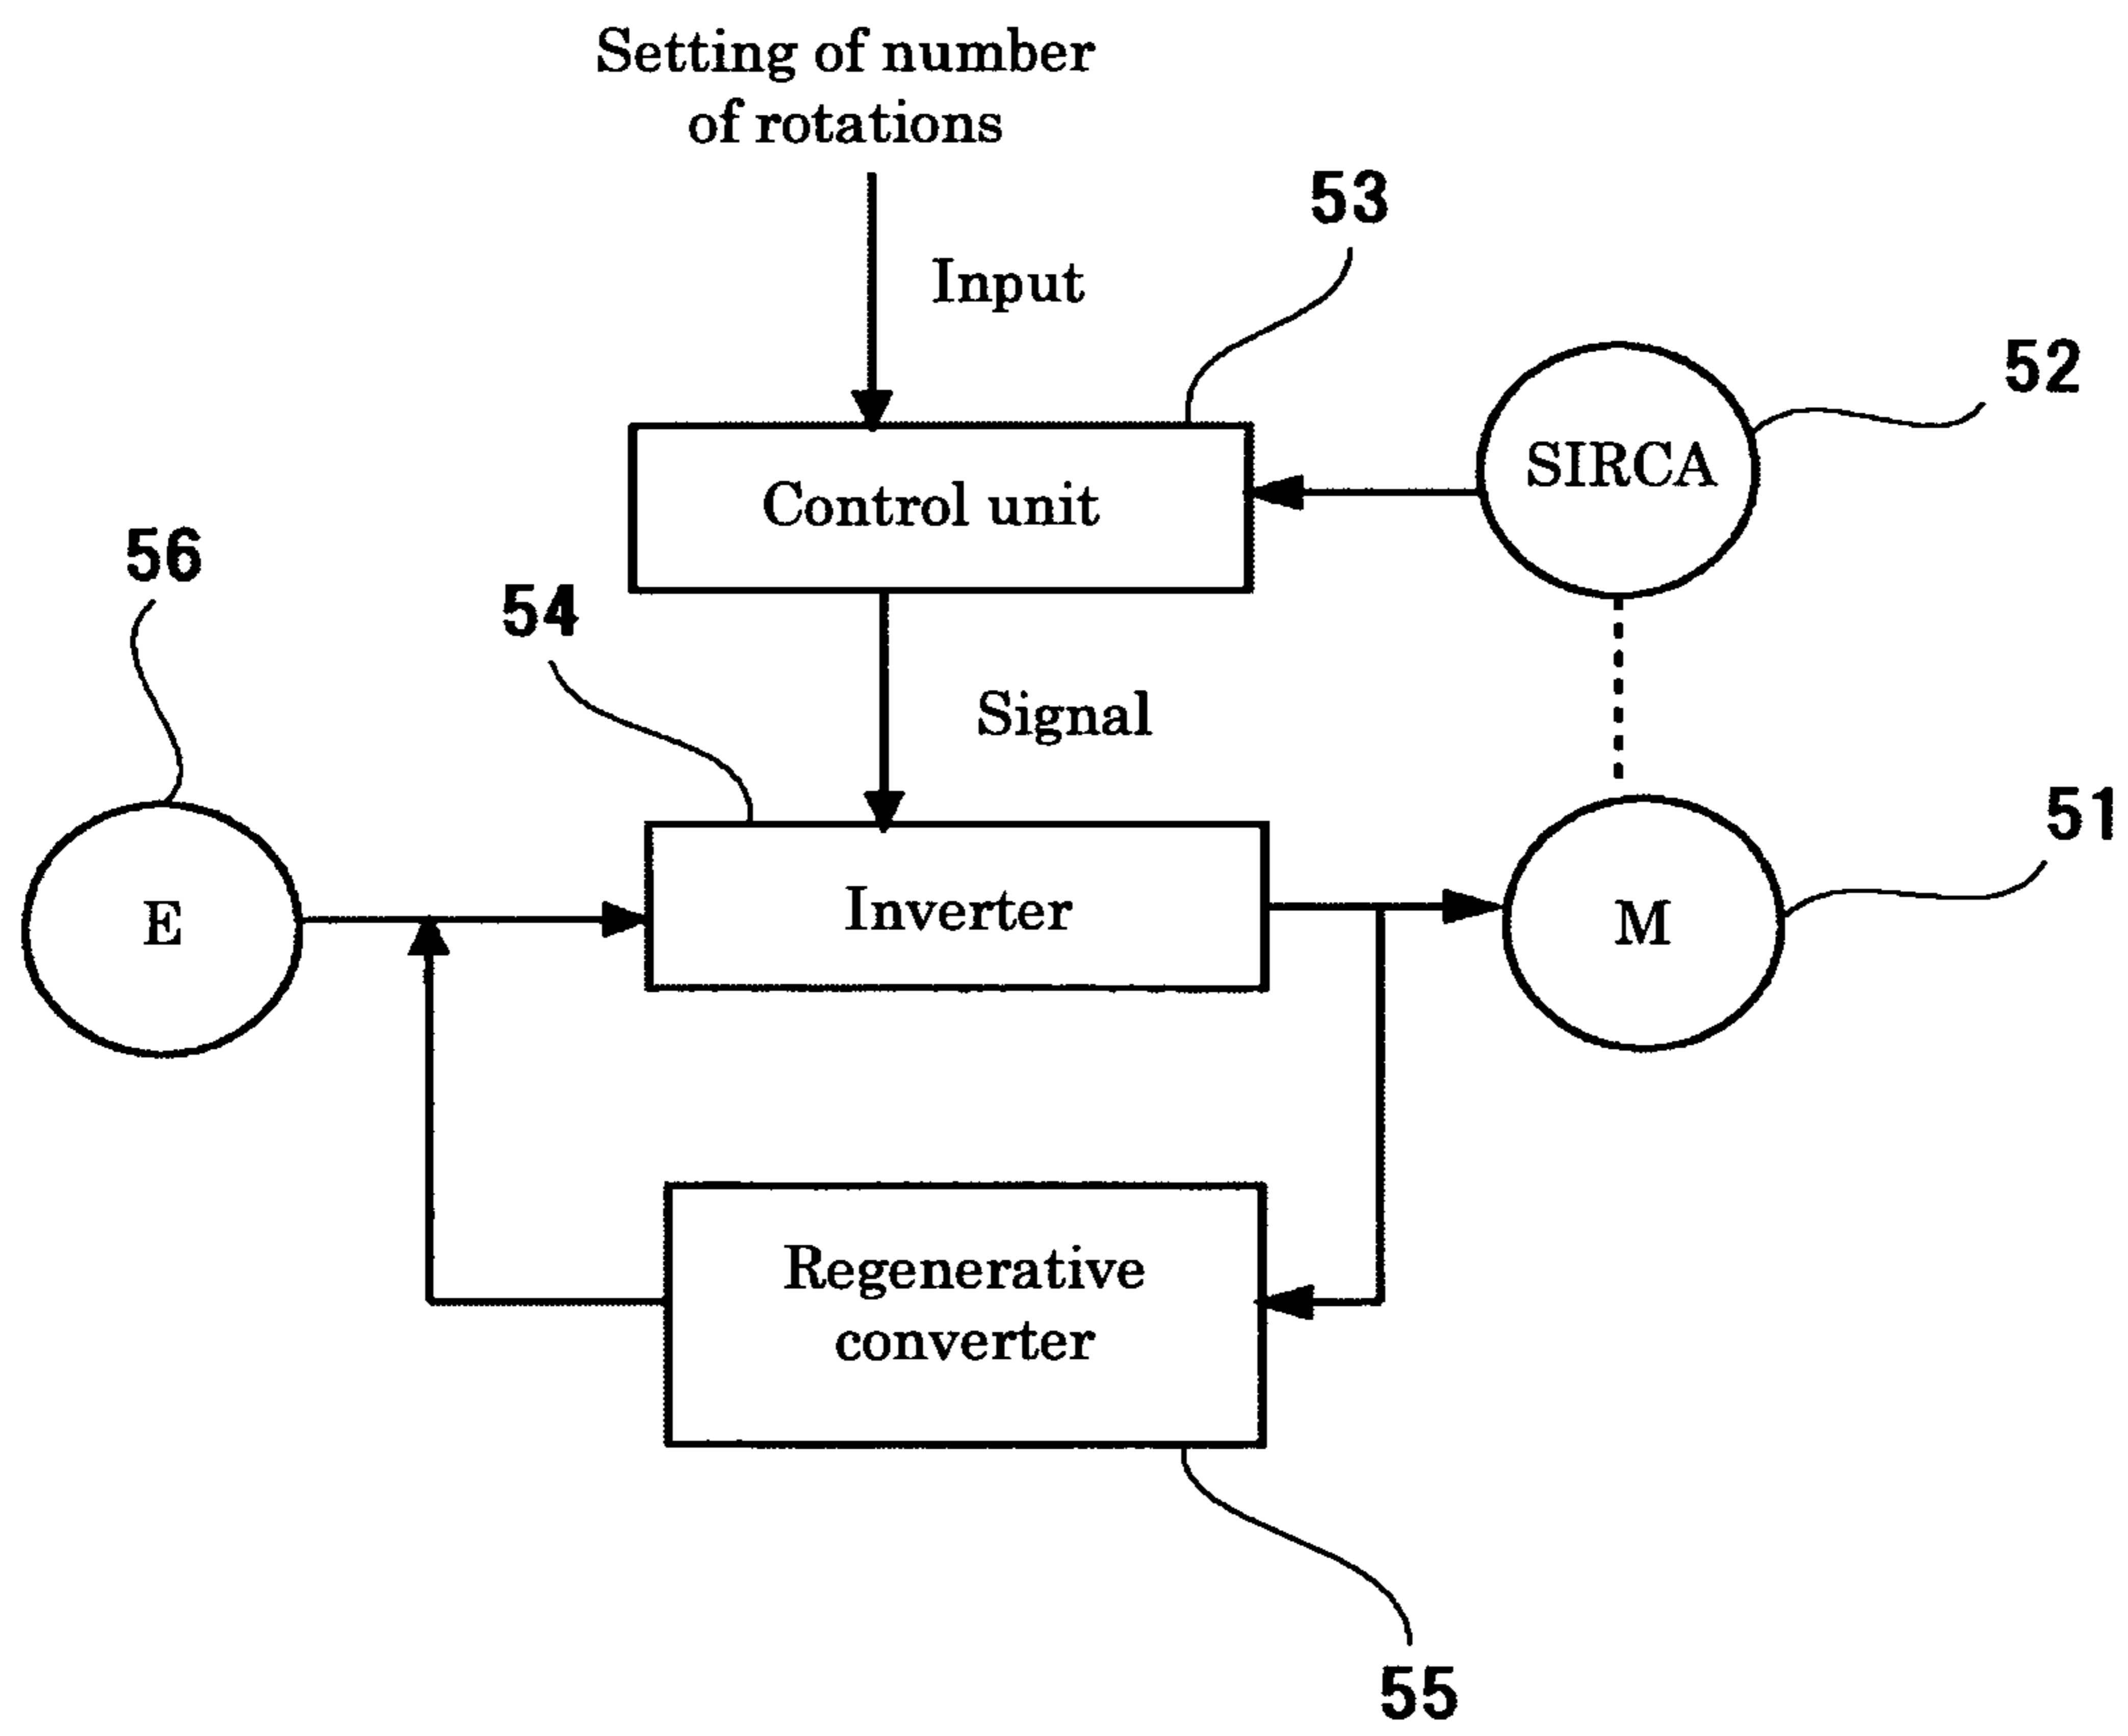 Setting of number
of rotations
53
Input
52
SIRCA
Control unit
56
54
Signal
51
E
Inverter
M
Regenerative
converter
55